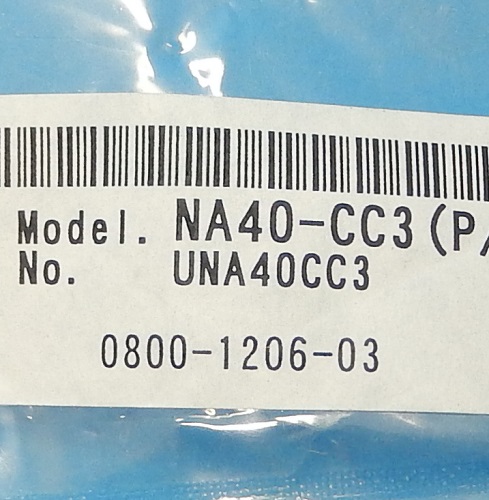 Model. NA40-CC3(P/
No. UNA40CC3
0800-1206-03